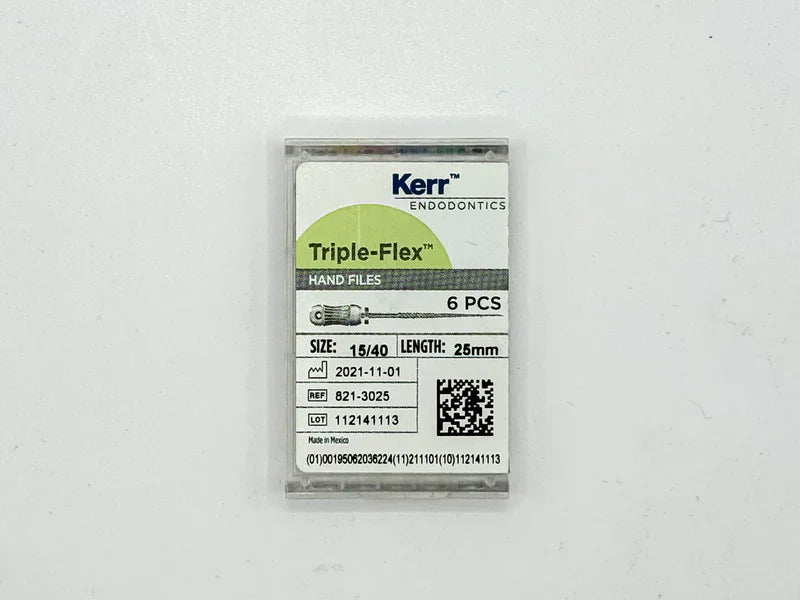 Kerr™
ENDODONTICS
Triple-Flex™
HAND FILES
6 PCS
SIZE: 15/40 LENGTH: 25mm
2021-11-01
REF 821-3025
LOT 112141113
Made in Mexico
(01)00195062036224(11)211101(10)112141113